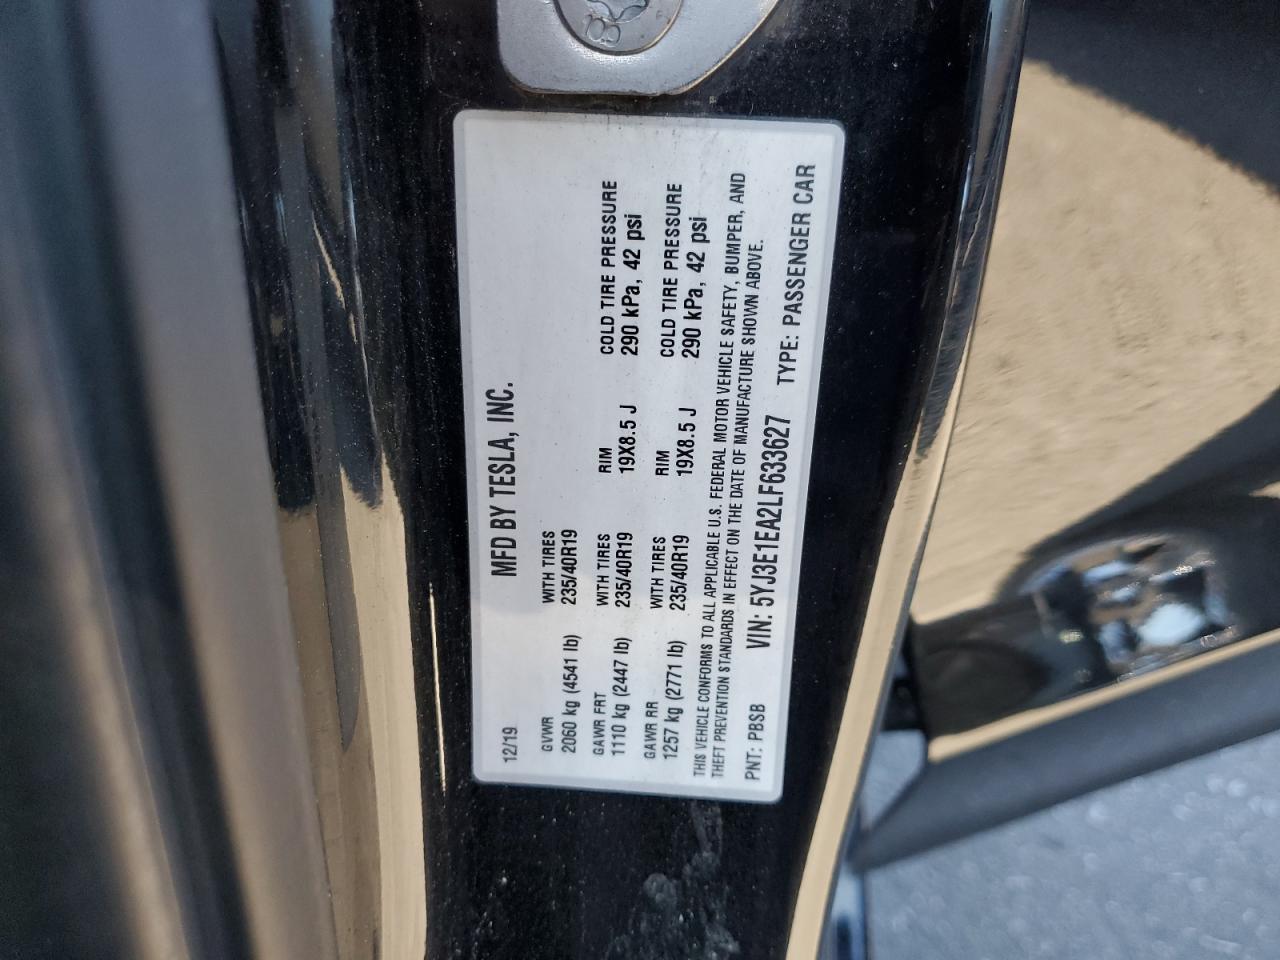 MFD BY TESLA, INC.
12/19
GVWR WITH TIRES
2060 kg (4541 lb) 235/40R19
GAWR FRT WITH TIRES RIM COLD TIRE PRESSURE
1110 kg (2447 lb) 235/40R19 19X8.5 J 290 kPa, 42 psi
GAWR RR WITH TIRES RIM COLD TIRE PRESSURE
1257 kg (2771 lb) 235/40R19 19X8.5 J 290 kPa, 42 psi
THIS VEHICLE CONFORMS TO ALL APPLICABLE U.S. FEDERAL MOTOR VEHICLE SAFETY, BUMPER, AND
THEFT PREVENTION STANDARDS IN EFFECT ON THE DATE OF MANUFACTURE SHOWN ABOVE.
PNT: PBSB VIN: 5YJ3E1EA2LF633627 TYPE: PASSENGER CAR